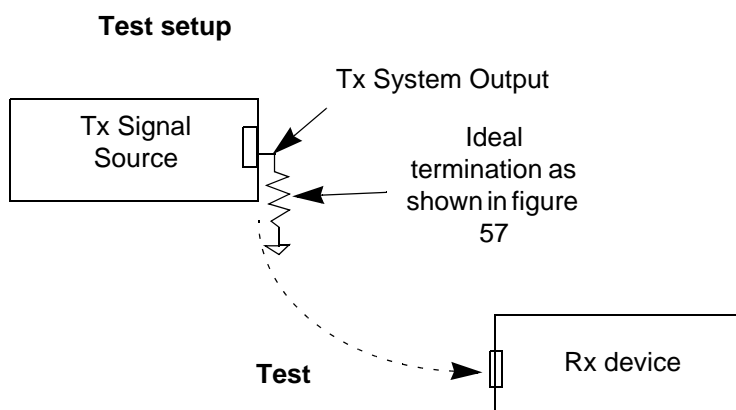 Test setup
Tx System Output
Tx Signal
Source
Ideal
termination as
shown in figure
57
Rx device
Test